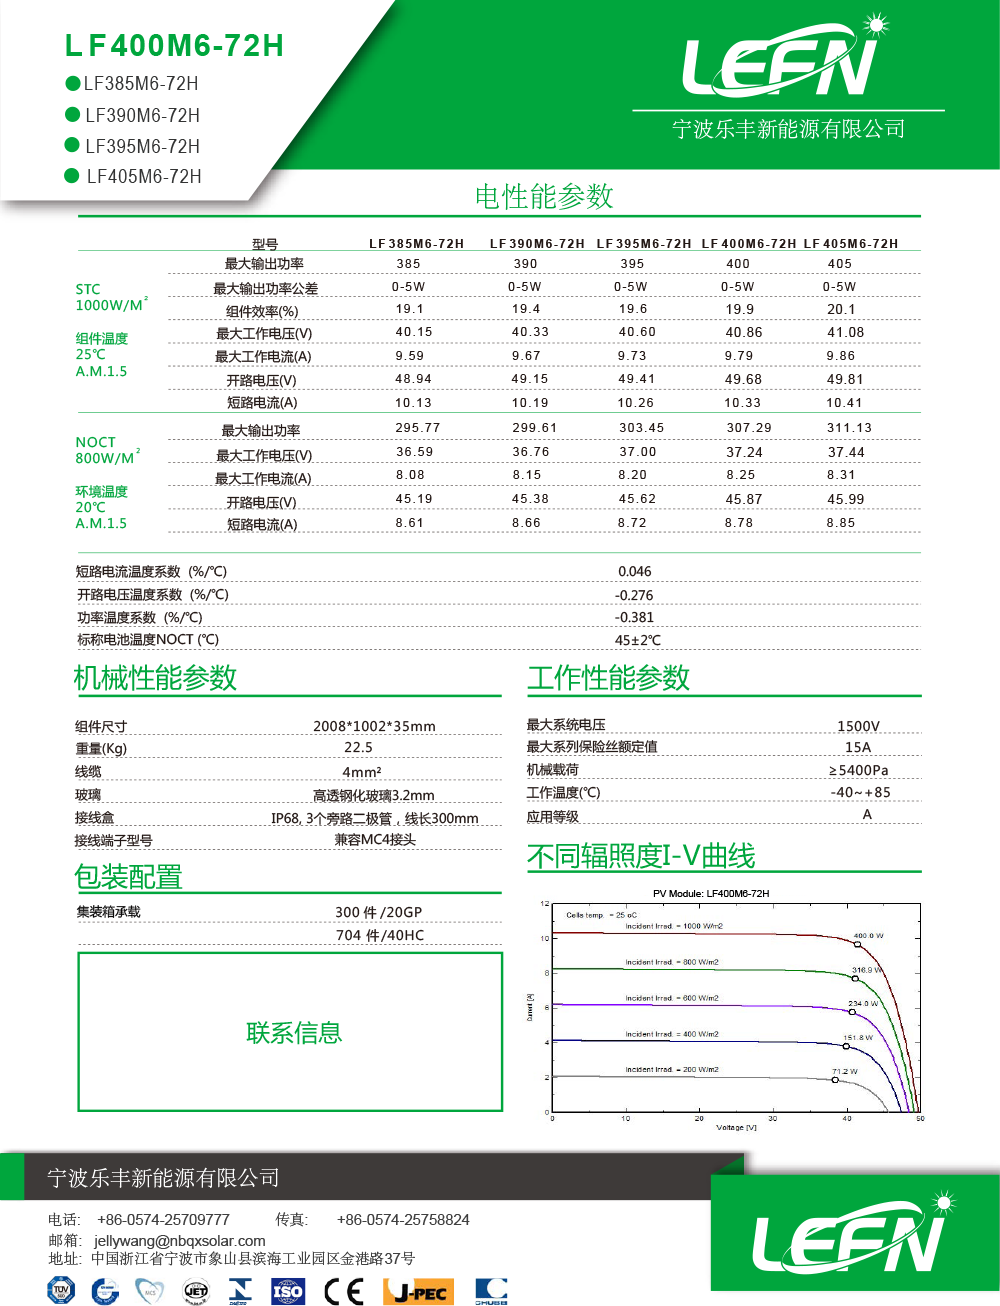 LF400M6-72H
LF385M6-72H
LF390M6-72H
LF395M6-72H
LF405M6-72H
LEFN
宁波乐丰新能源有限公司
电性能参数
型号 LF385M6-72H LF390M6-72H LF395M6-72H LF400M6-72H LF405M6-72H
STC
1000W/M²
组件温度
25℃
A.M.1.5
最大输出功率 385 390 395 400 405
最大输出功率公差 0-5W 0-5W 0-5W 0-5W 0-5W
组件效率(%) 19.1 19.4 19.6 19.9 20.1
最大工作电压(V) 40.15 40.33 40.60 40.86 41.08
最大工作电流(A) 9.59 9.67 9.73 9.79 9.86
开路电压(V) 48.94 49.15 49.41 49.68 49.81
短路电流(A) 10.13 10.19 10.26 10.33 10.41
NOCT
800W/M²
环境温度
20℃
A.M.1.5
最大输出功率 295.77 299.61 303.45 307.29 311.13
最大工作电压(V) 36.59 36.76 37.00 37.24 37.44
最大工作电流(A) 8.08 8.15 8.20 8.25 8.31
开路电压(V) 45.19 45.38 45.62 45.87 45.99
短路电流(A) 8.61 8.66 8.72 8.78 8.85
短路电流温度系数 (%/℃) 0.046
开路电压温度系数 (%/℃) -0.276
功率温度系数 (%/℃) -0.381
标称电池温度NOCT (℃) 45±2℃
机械性能参数
组件尺寸 2008*1002*35mm
重量(Kg) 22.5
线缆 4mm²
玻璃 高透钢化玻璃3.2mm
接线盒 IP68, 3个旁路二极管，线长300mm
接线端子型号 兼容MC4接头
包装配置
集装箱承载 300 件 /20GP
704 件 /40HC
联系信息
工作性能参数
最大系统电压 1500V
最大系列保险丝额定值 15A
机械载荷 ≥5400Pa
工作温度(℃) -40~+85
应用等级 A
不同辐照度I-V曲线
PV Module: LF400M6-72H
Cells temp. = 25 oC
Incident Irrad. = 1000 W/m2
400.0 W
Incident Irrad. = 800 W/m2
316.9 W
Incident Irrad. = 600 W/m2
234.0 W
Incident Irrad. = 400 W/m2
151.8 W
Incident Irrad. = 200 W/m2
71.2 W
Current [A]
12
10
8
6
4
2
0
0 10 20 30 40 50
Voltage [V]
宁波乐丰新能源有限公司
电话: +86-0574-25709777 传真: +86-0574-25758824
邮箱: jellywang@nbqxsolar.com
地址: 中国浙江省宁波市象山县滨海工业园区金港路37号
LEFN
TUV
MCS
JET
ISO
CE
J-PEC
CHUBB